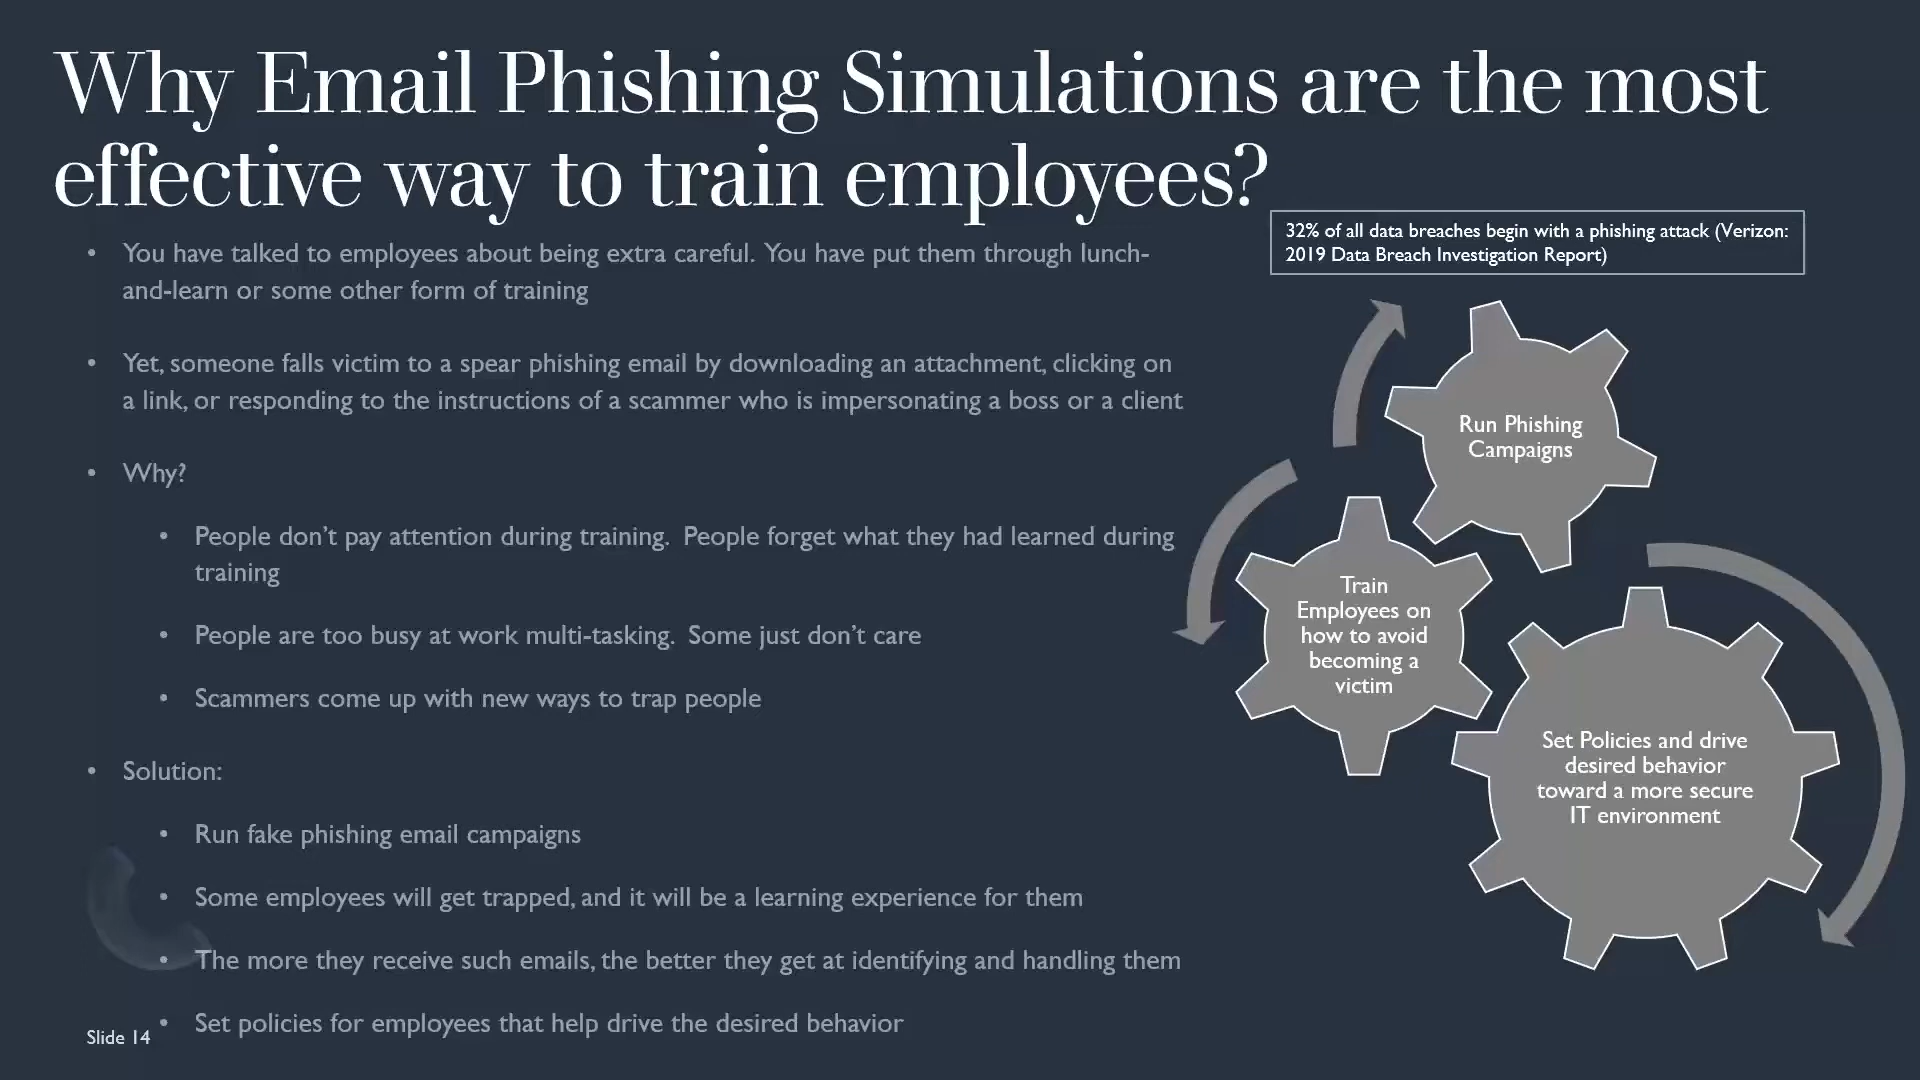 Why Email Phishing Simulations are the most
effective way to train employees?
32% of all data breaches begin with a phishing attack (Verizon:
2019 Data Breach Investigation Report)
• You have talked to employees about being extra careful. You have put them through lunch-
and-learn or some other form of training
• Yet, someone falls victim to a spear phishing email by downloading an attachment, clicking on
a link, or responding to the instructions of a scammer who is impersonating a boss or a client
• Why?
• People don’t pay attention during training. People forget what they had learned during
training
• People are too busy at work multi-tasking. Some just don’t care
• Scammers come up with new ways to trap people
• Solution:
• Run fake phishing email campaigns
• Some employees will get trapped, and it will be a learning experience for them
• The more they receive such emails, the better they get at identifying and handling them
• Set policies for employees that help drive the desired behavior
Run Phishing
Campaigns
Train
Employees on
how to avoid
becoming a
victim
Set Policies and drive
desired behavior
toward a more secure
IT environment
Slide 14